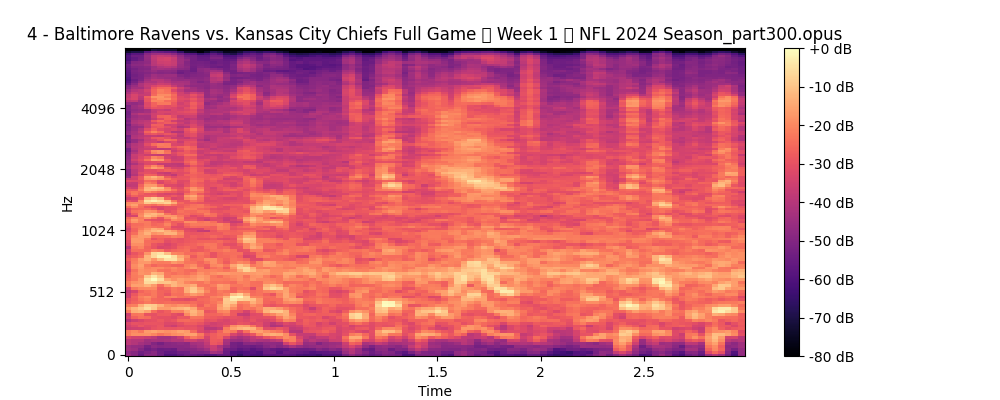 4 - Baltimore Ravens vs. Kansas City Chiefs Full Game ▯ Week 1 ▯ NFL 2024 Season_part300.opus
+0 dB
-10 dB
-20 dB
-30 dB
-40 dB
-50 dB
-60 dB
-70 dB
-80 dB
4096
2048
1024
512
0
Hz
0 0.5 1 1.5 2 2.5
Time